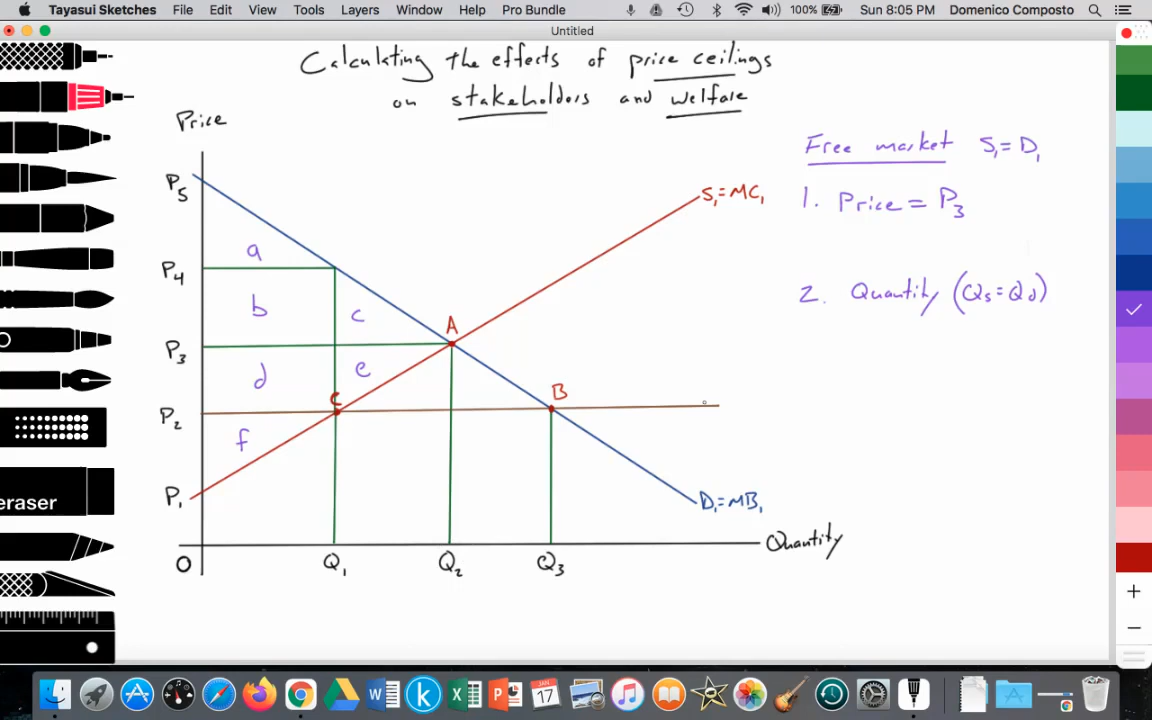 Tayasui Sketches File Edit View Tools Layers Window Help Pro Bundle 100% Sun 8:05 PM Domenico Composto
Untitled
Calculating the effects of price ceilings
on stakeholders and welfare
Price
Free market S₁=D₁
1. Price = P₃
2. Quantity (Qs=QD)
P₅
S₁=MC₁
a
P₄
b
c
A
P₃
d
e
C
B
P₂
f
P₁
D₁=MB₁
Quantity
O
Q₁
Q₂
Q₃
eraser
W
k
X
P
JAN
17